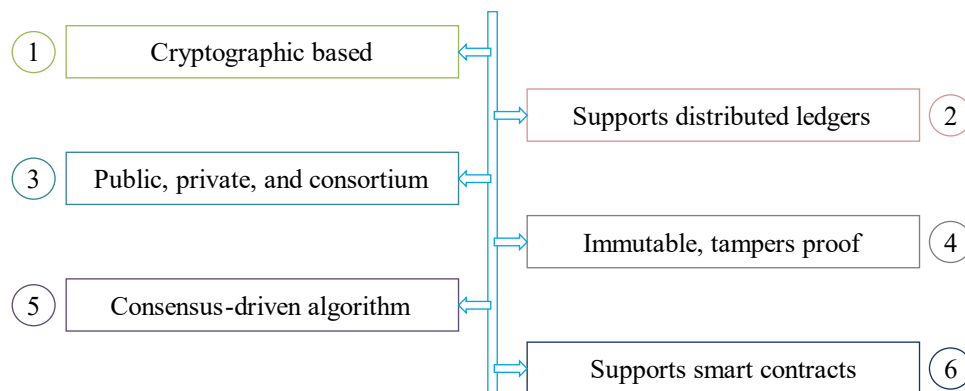 1 Cryptographic based
Supports distributed ledgers 2
3 Public, private, and consortium
Immutable, tampers proof 4
5 Consensus-driven algorithm
Supports smart contracts 6